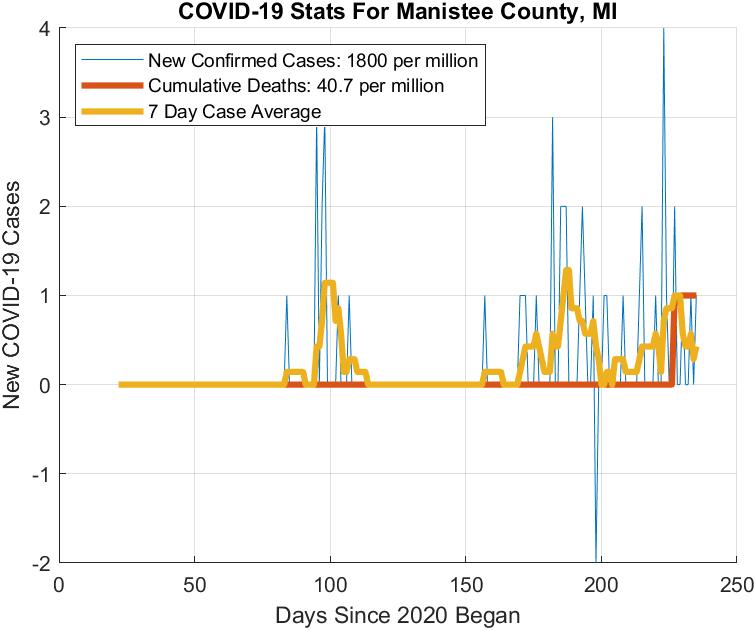 COVID-19 Stats For Manistee County, MI
New Confirmed Cases: 1800 per million
Cumulative Deaths: 40.7 per million
7 Day Case Average
New COVID-19 Cases
4
3
2
1
0
-1
-2
0 50 100 150 200 250
Days Since 2020 Began